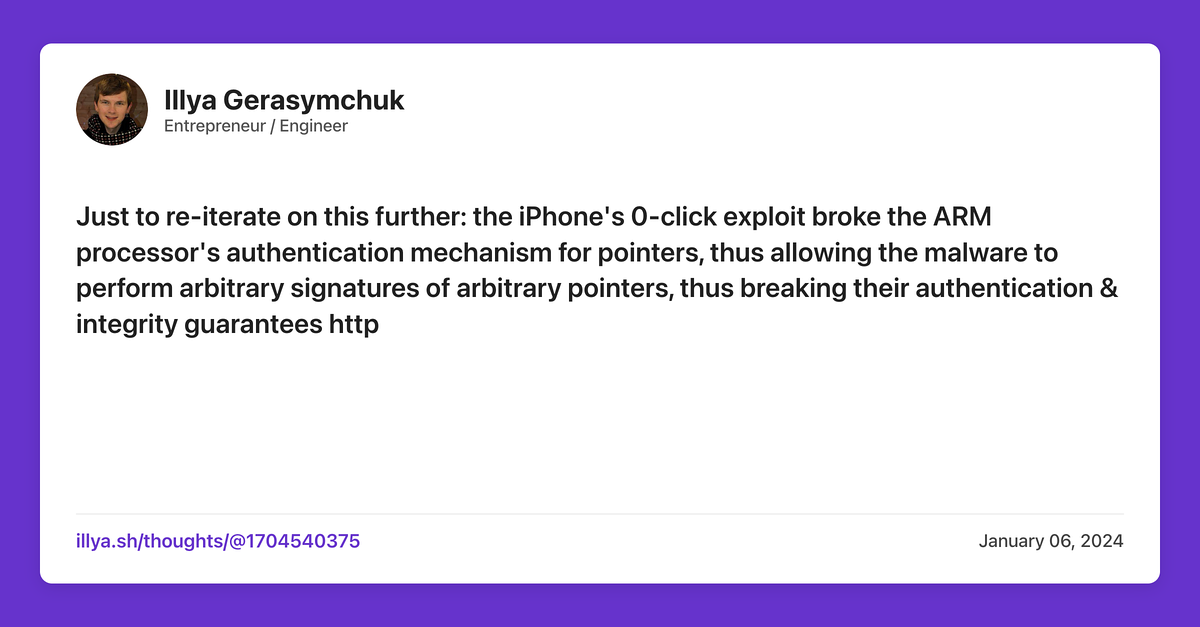 Illya Gerasymchuk
Entrepreneur / Engineer
Just to re-iterate on this further: the iPhone's 0-click exploit broke the ARM
processor's authentication mechanism for pointers, thus allowing the malware to
perform arbitrary signatures of arbitrary pointers, thus breaking their authentication &
integrity guarantees http
illya.sh/thoughts/@1704540375
January 06, 2024